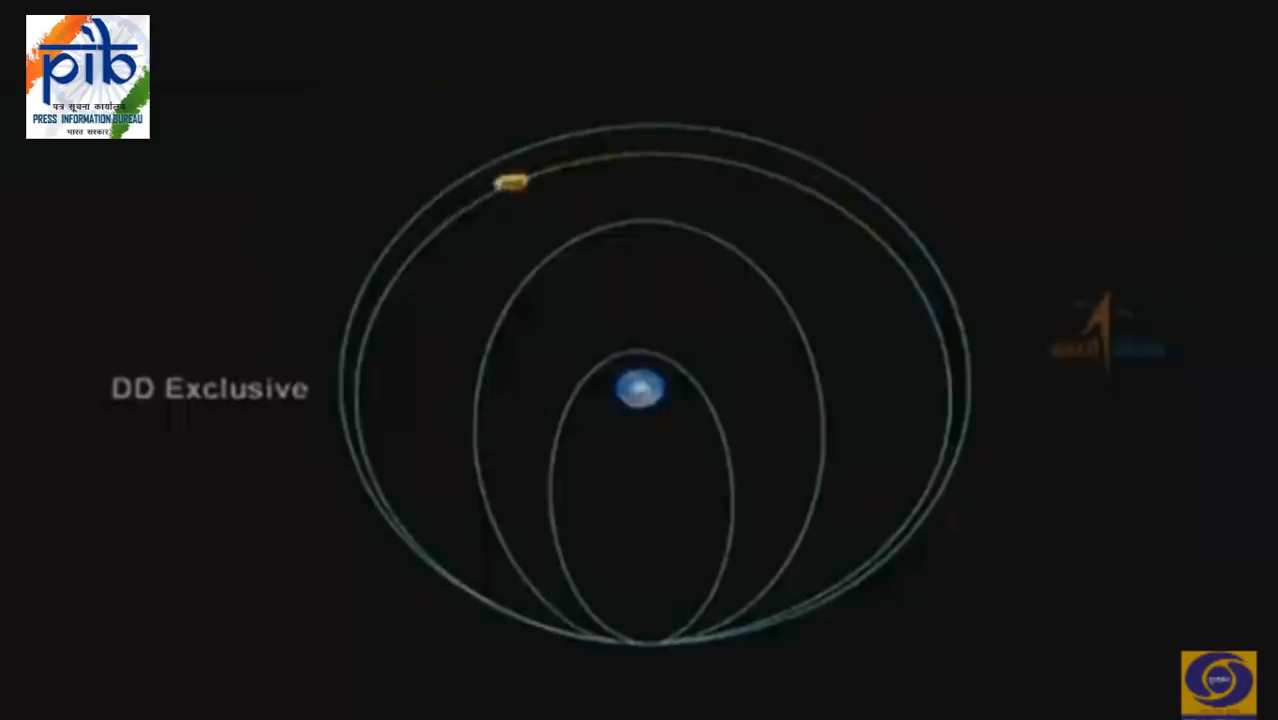 pib
पत्र सूचना कार्यालय
PRESS INFORMATION BUREAU
भारत सरकार
DD Exclusive